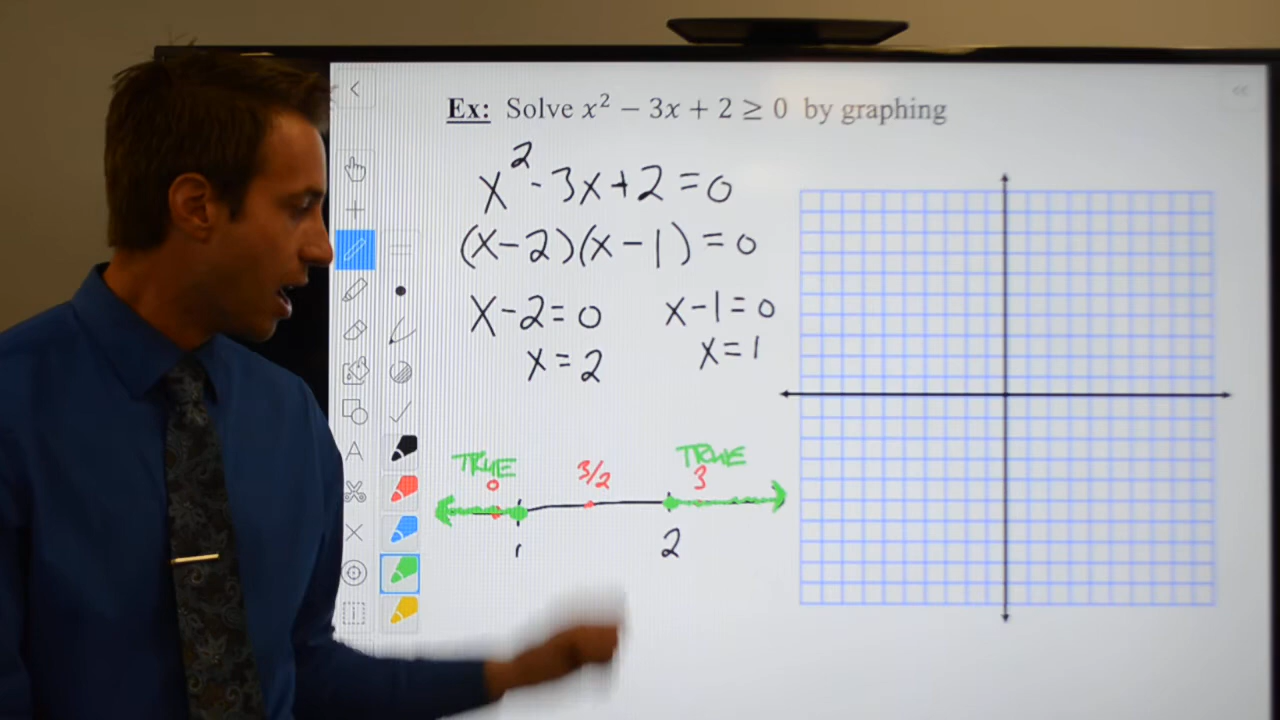 Ex: Solve x² − 3x + 2 ≥ 0 by graphing
x² - 3x + 2 = 0
(x - 2)(x - 1) = 0
x - 2 = 0 x - 1 = 0
x = 2 x = 1
TRUE TRUE
0 3/2 3
1 2
A